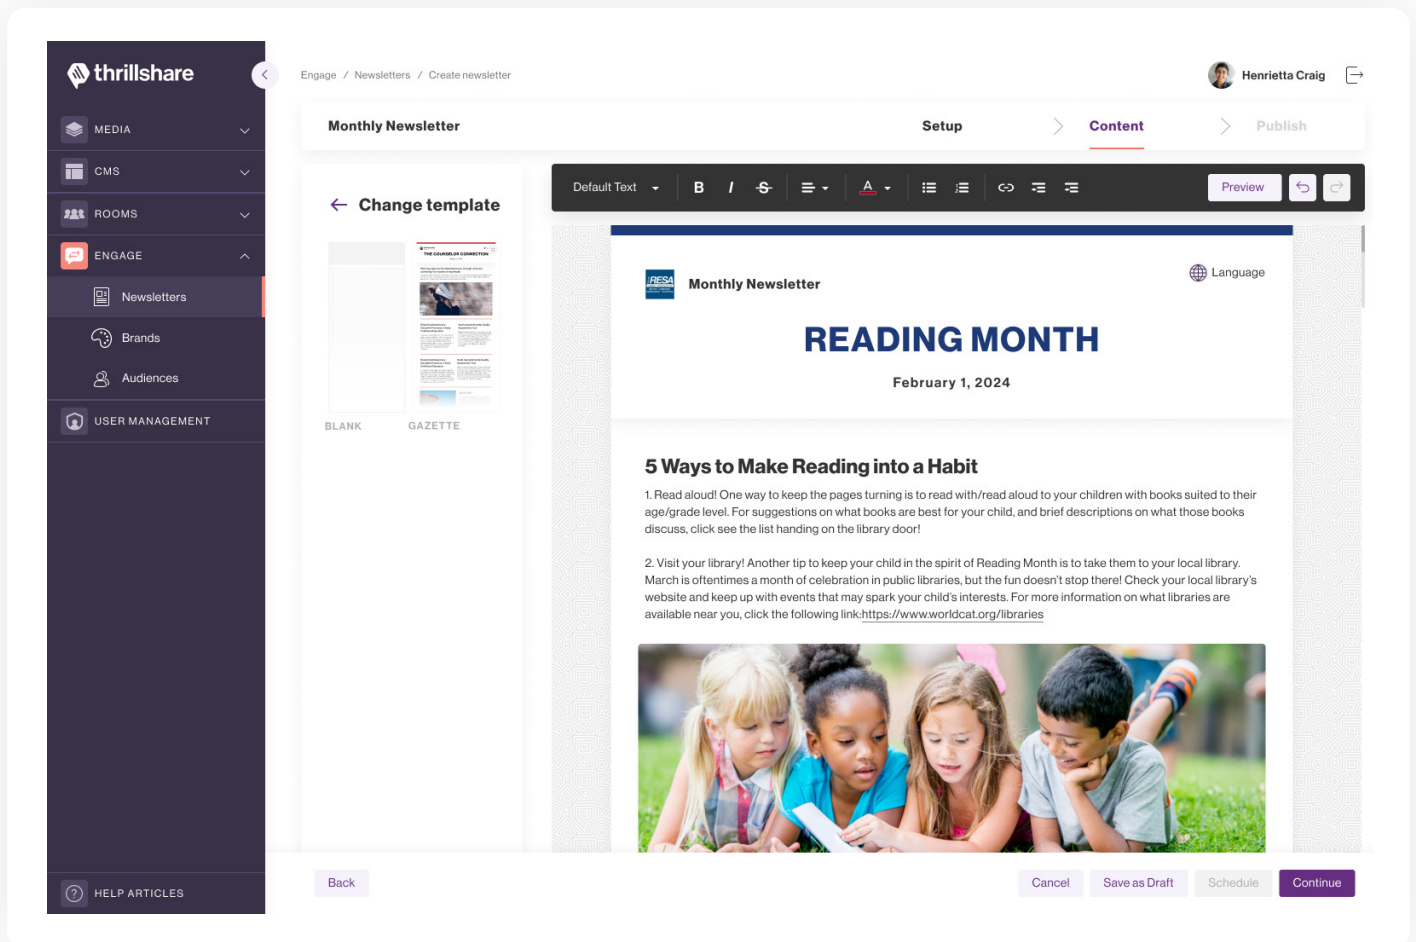 thrillshare
MEDIA
CMS
ROOMS
ENGAGE
Newsletters
Brands
Audiences
USER MANAGEMENT
HELP ARTICLES
Engage / Newsletters / Create newsletter
Henrietta Craig
Monthly Newsletter
Setup
Content
Publish
Change template
THE COUNSELOR CONNECTION
BLANK
GAZETTE
Default Text
B
I
S
A
Preview
RESA
Monthly Newsletter
Language
READING MONTH
February 1, 2024
5 Ways to Make Reading into a Habit
1. Read aloud! One way to keep the pages turning is to read with/read aloud to your children with books suited to their
age/grade level. For suggestions on what books are best for your child, and brief descriptions on what those books
discuss, click see the list handing on the library door!
2. Visit your library! Another tip to keep your child in the spirit of Reading Month is to take them to your local library.
March is oftentimes a month of celebration in public libraries, but the fun doesn't stop there! Check your local library's
website and keep up with events that may spark your child's interests. For more information on what libraries are
available near you, click the following link:https://www.worldcat.org/libraries
Back
Cancel
Save as Draft
Schedule
Continue